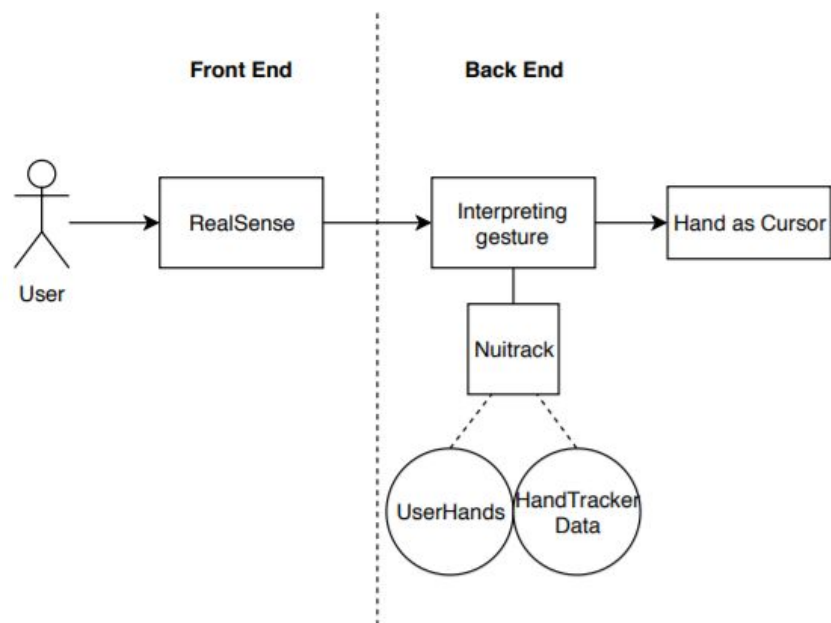 Front End
Back End
User
RealSense
Interpreting
gesture
Hand as Cursor
Nuitrack
UserHands
HandTracker
Data